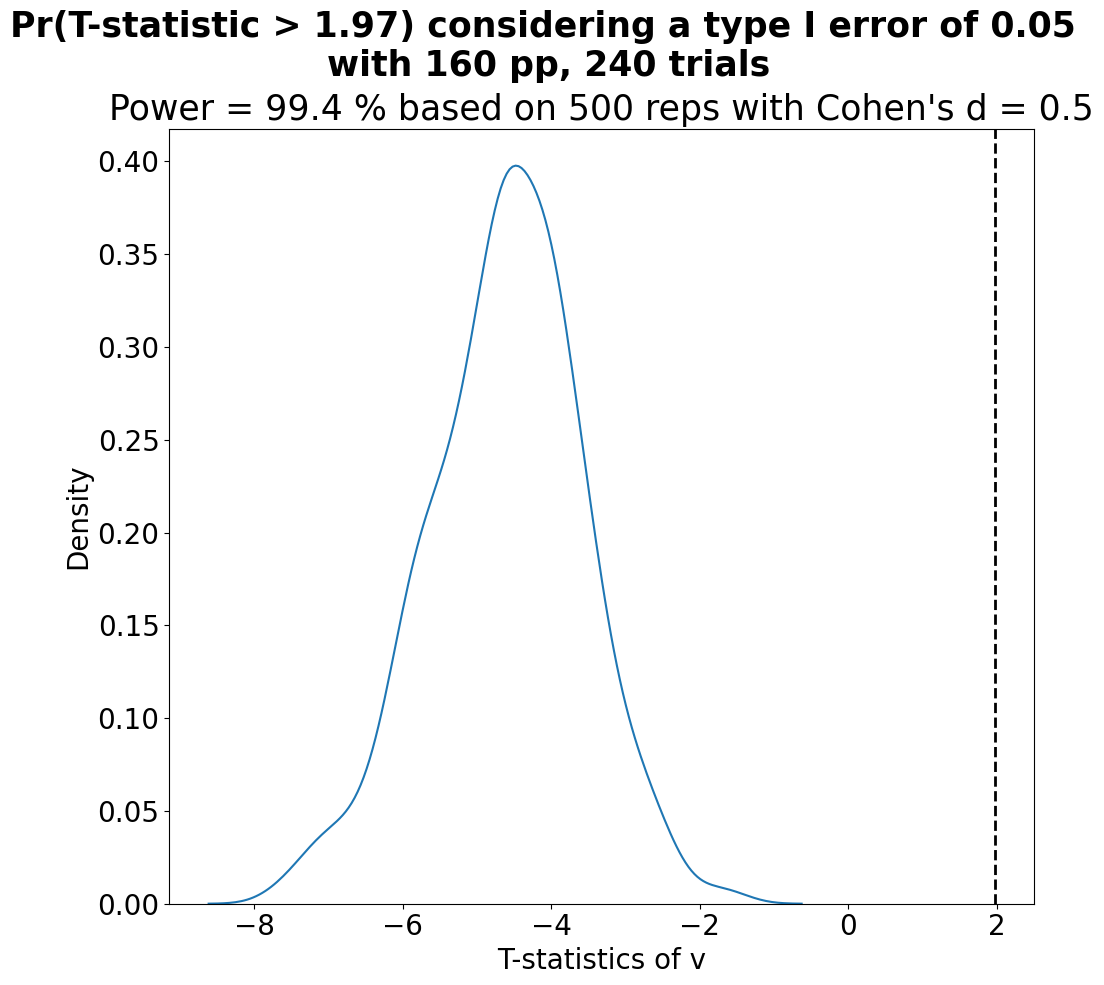 Pr(T-statistic > 1.97) considering a type I error of 0.05
with 160 pp, 240 trials
Power = 99.4 % based on 500 reps with Cohen's d = 0.5
0.40
0.35
0.30
0.25
0.20
0.15
0.10
0.05
0.00
Density
−8 −6 −4 −2 0 2
T-statistics of v